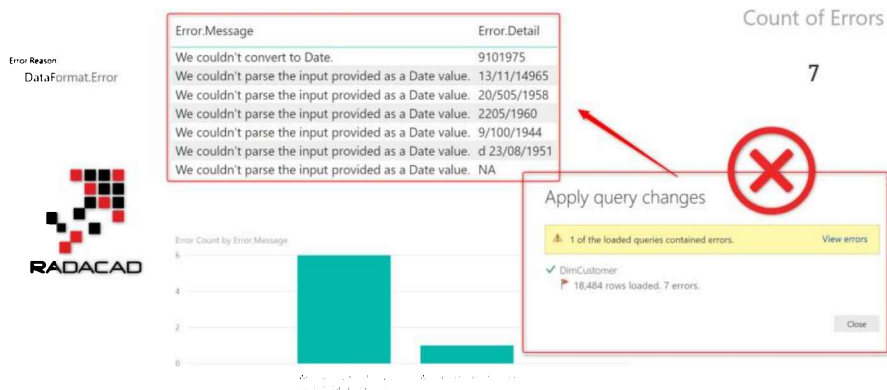 Count of Errors
7
Error Reason
DataFormat.Error
Error.Message Error.Detail
We couldn't convert to Date. 9101975
We couldn't parse the input provided as a Date value. 13/11/14965
We couldn't parse the input provided as a Date value. 20/505/1958
We couldn't parse the input provided as a Date value. 2205/1960
We couldn't parse the input provided as a Date value. 9/100/1944
We couldn't parse the input provided as a Date value. d 23/08/1951
We couldn't parse the input provided as a Date value. NA
RADACAD
Error Count by Error.Message
6
4
2
0
Apply query changes
1 of the loaded queries contained errors. View errors
DimCustomer
18,484 rows loaded. 7 errors.
Close